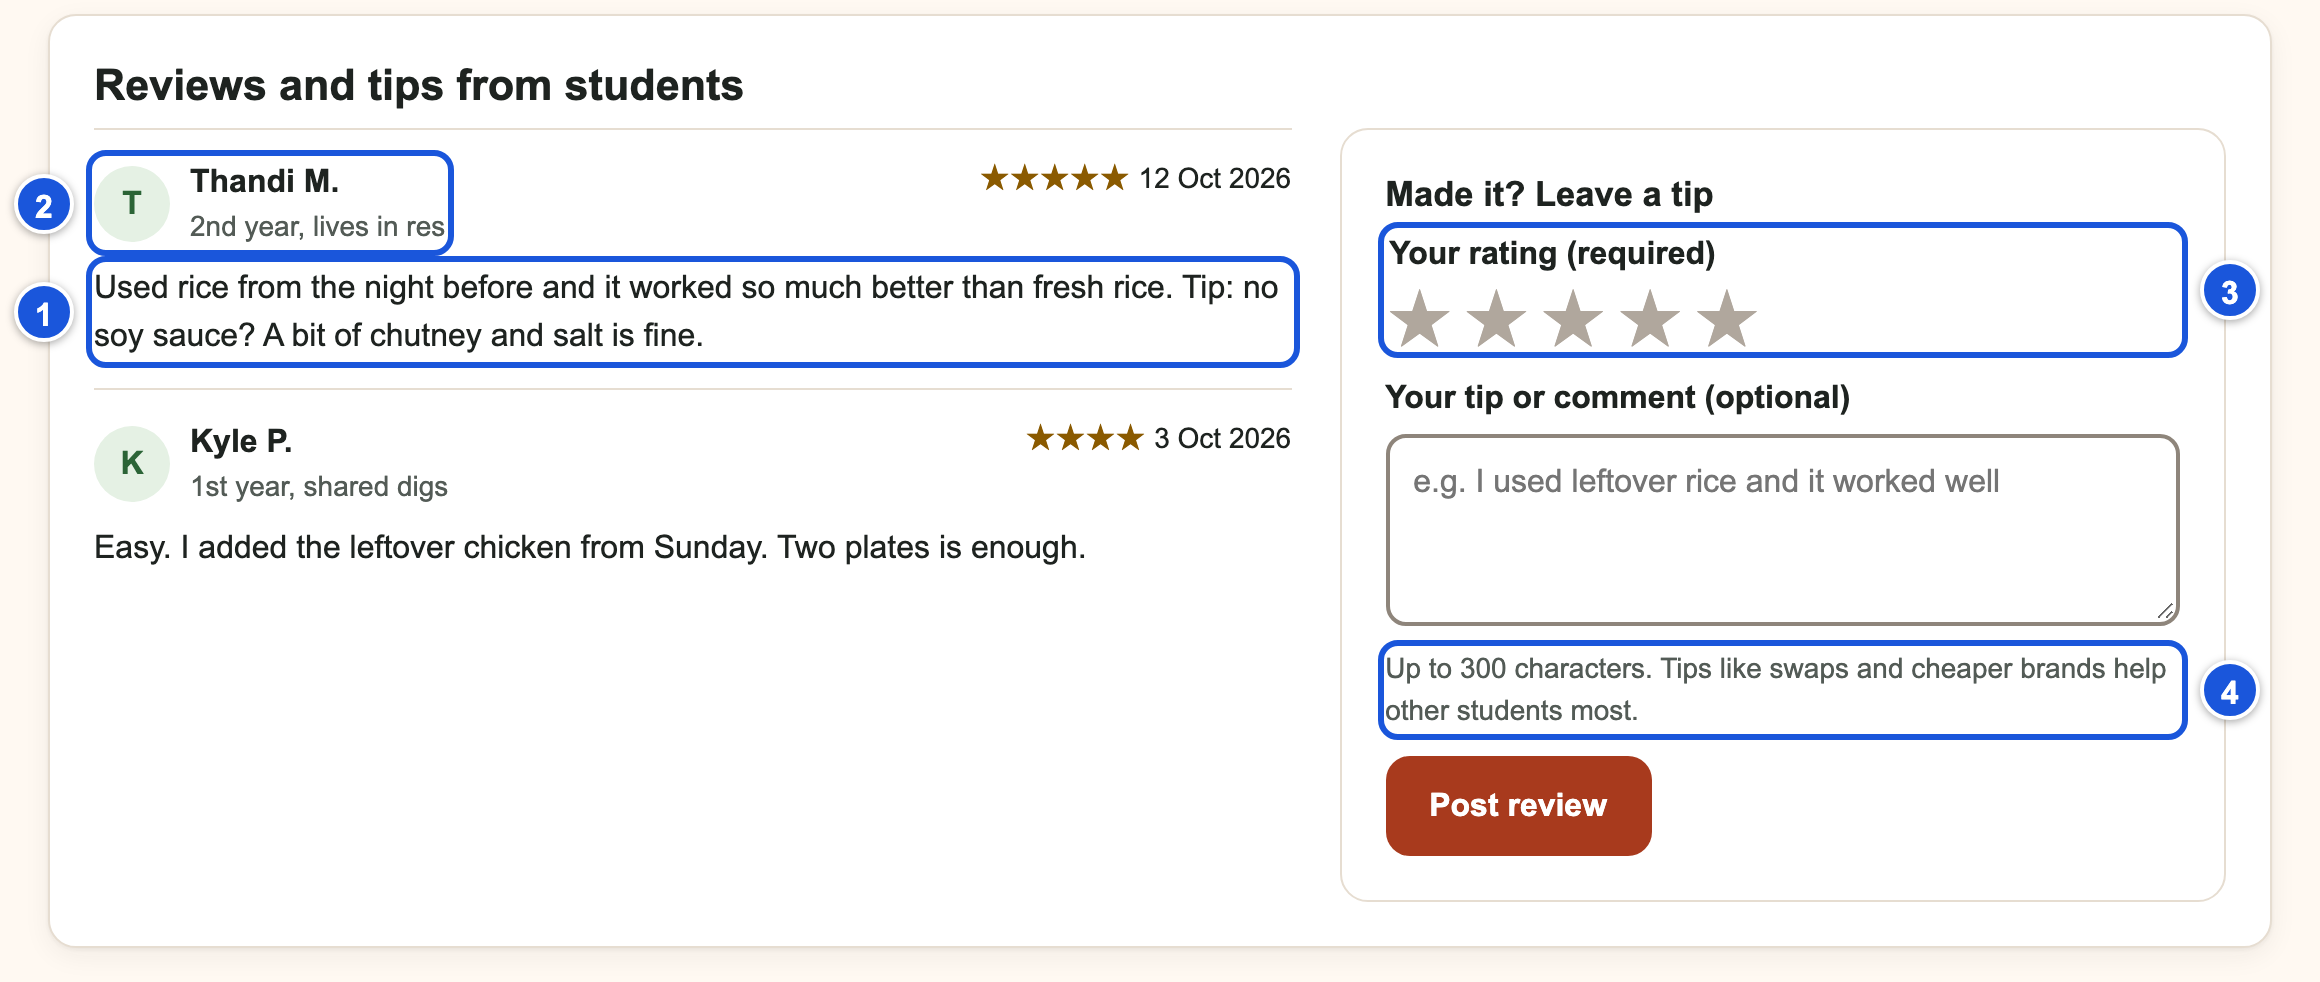 Reviews and tips from students
2
T
Thandi M.
2nd year, lives in res
★★★★★ 12 Oct 2026
1
Used rice from the night before and it worked so much better than fresh rice. Tip: no
soy sauce? A bit of chutney and salt is fine.
K
Kyle P.
1st year, shared digs
★★★★ 3 Oct 2026
Easy. I added the leftover chicken from Sunday. Two plates is enough.
Made it? Leave a tip
Your rating (required)
★ ★ ★ ★ ★
3
Your tip or comment (optional)
e.g. I used leftover rice and it worked well
Up to 300 characters. Tips like swaps and cheaper brands help
other students most.
4
Post review